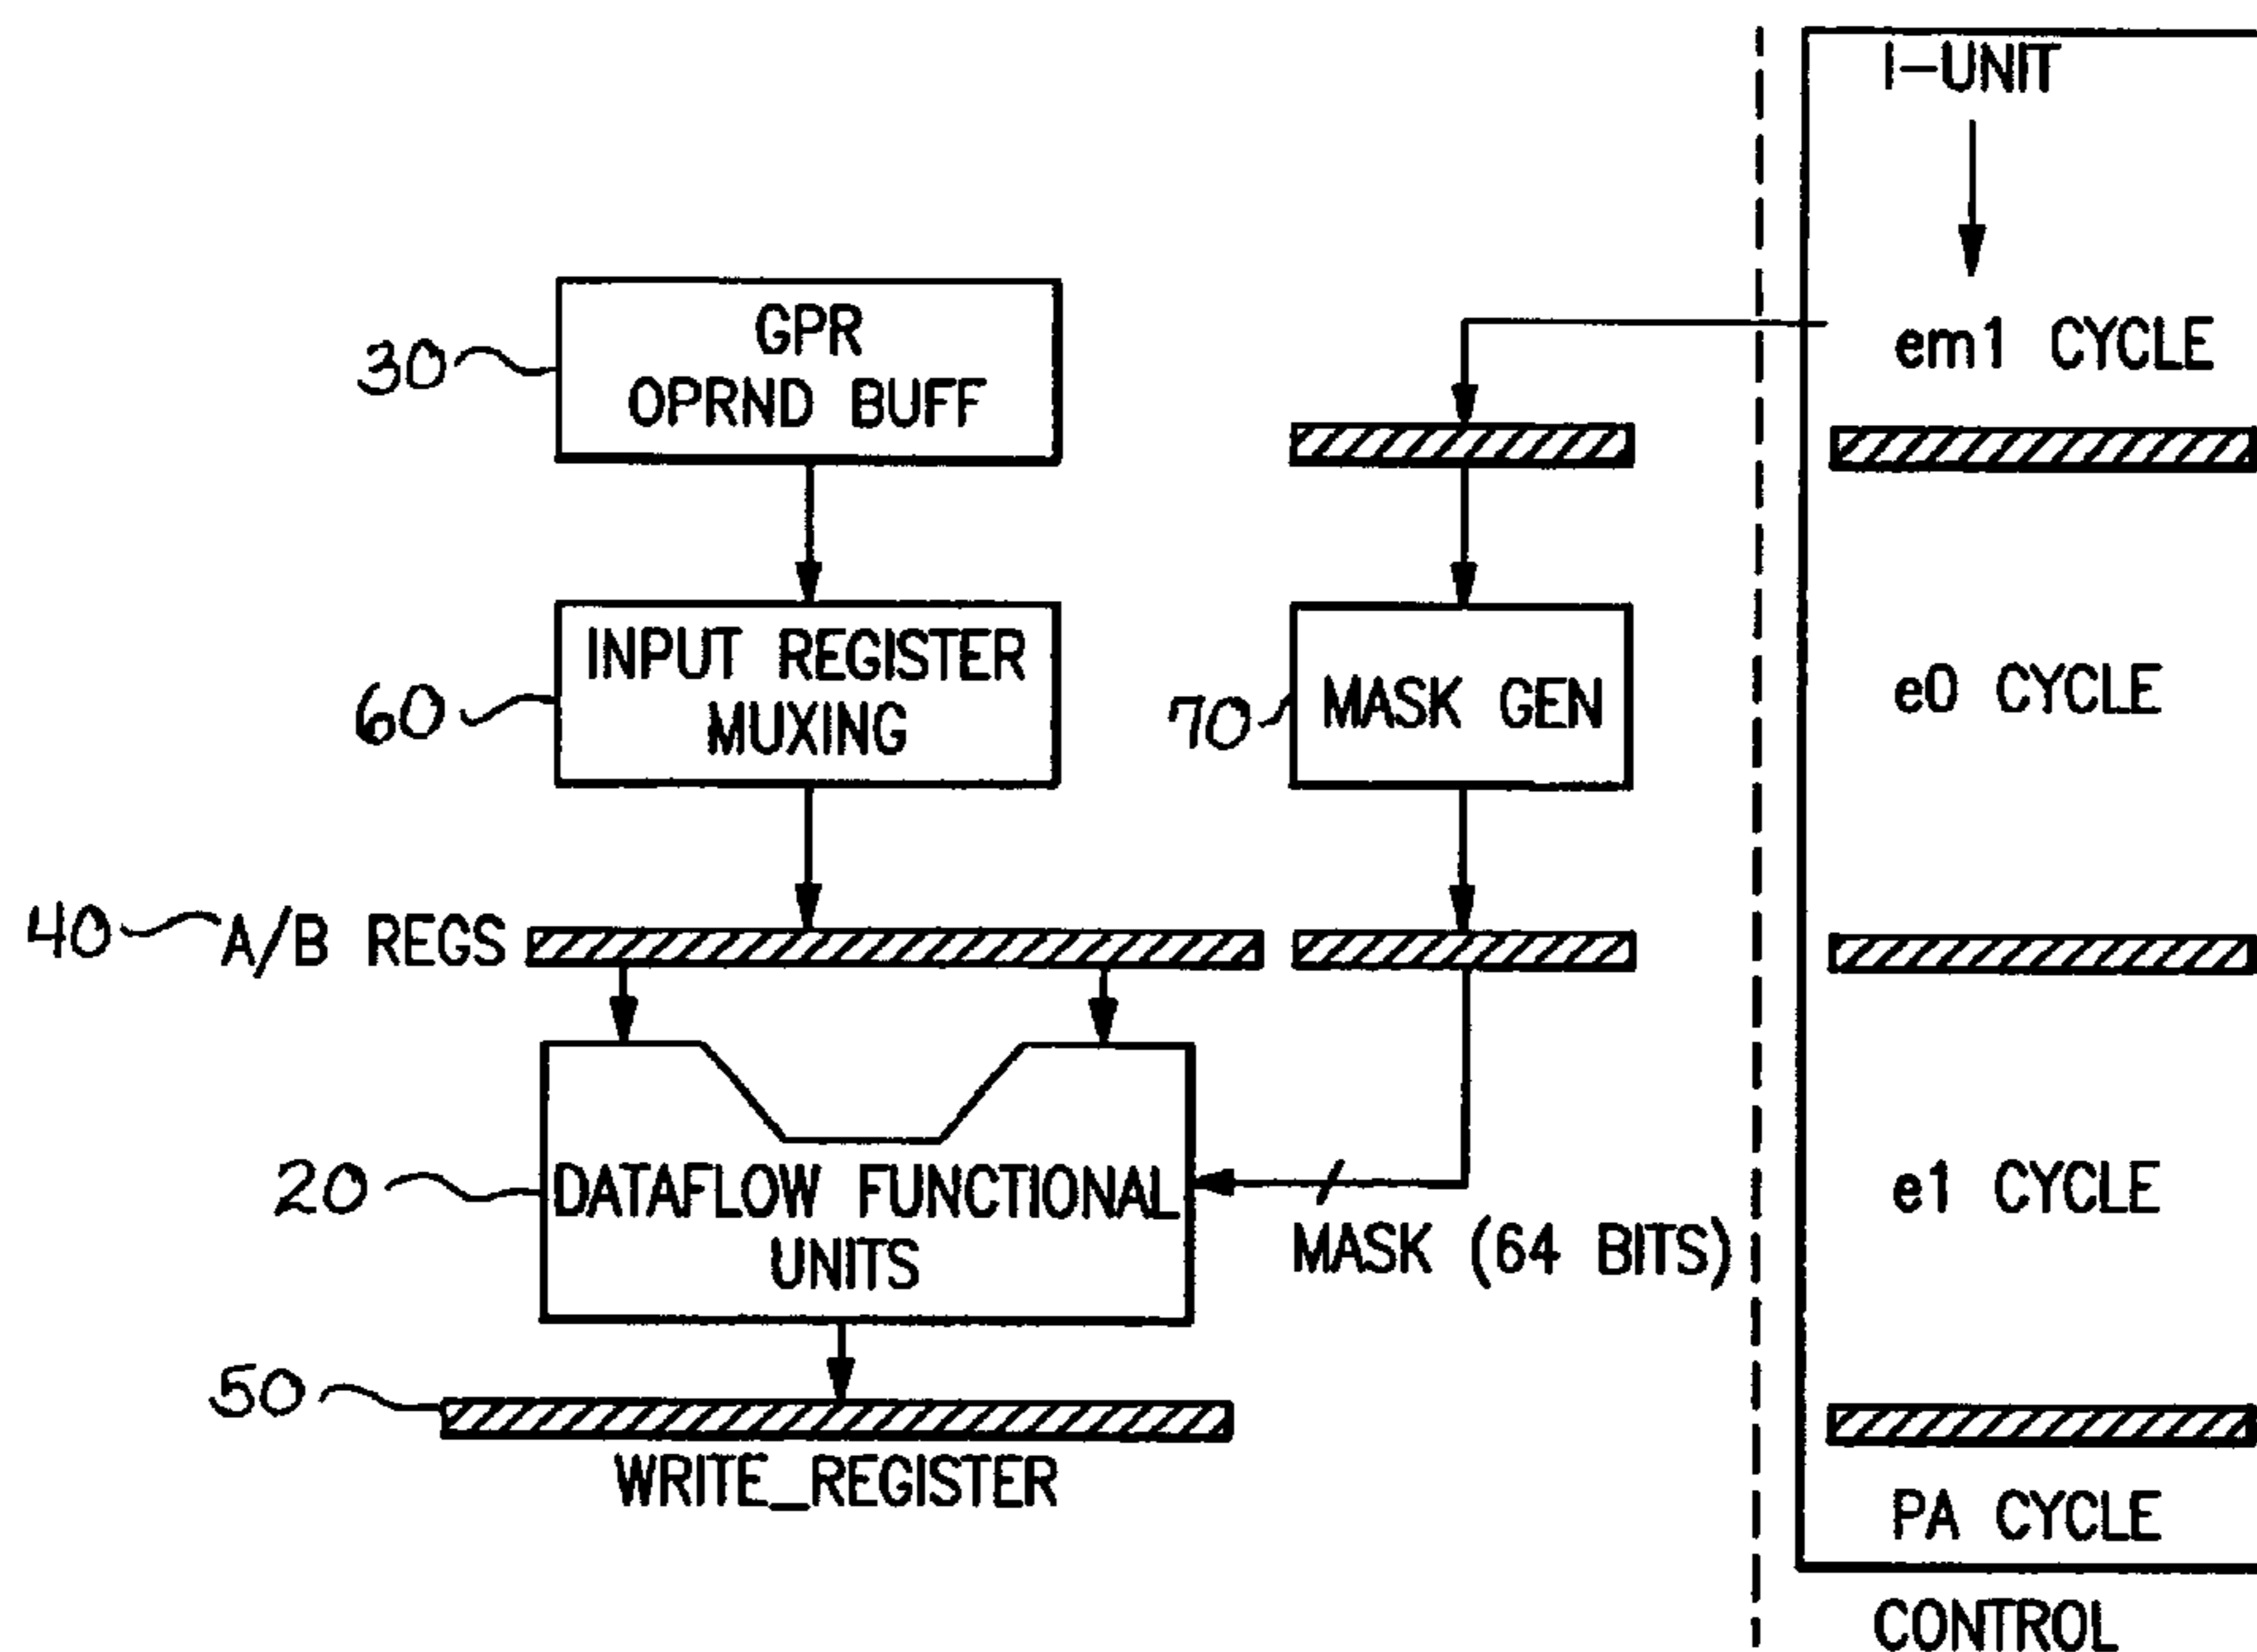 I-UNIT
GPR
OPRND BUFF
30
em1 CYCLE
INPUT REGISTER
MUXING
60
MASK GEN
70
e0 CYCLE
40
A/B REGS
DATAFLOW FUNCTIONAL
UNITS
20
MASK (64 BITS)
e1 CYCLE
50
WRITE_REGISTER
PA CYCLE
CONTROL